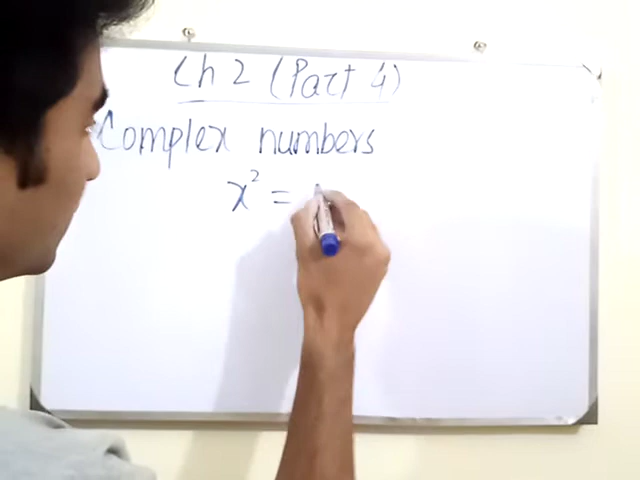 Ch 2 (Part 4)
Complex numbers
x² =